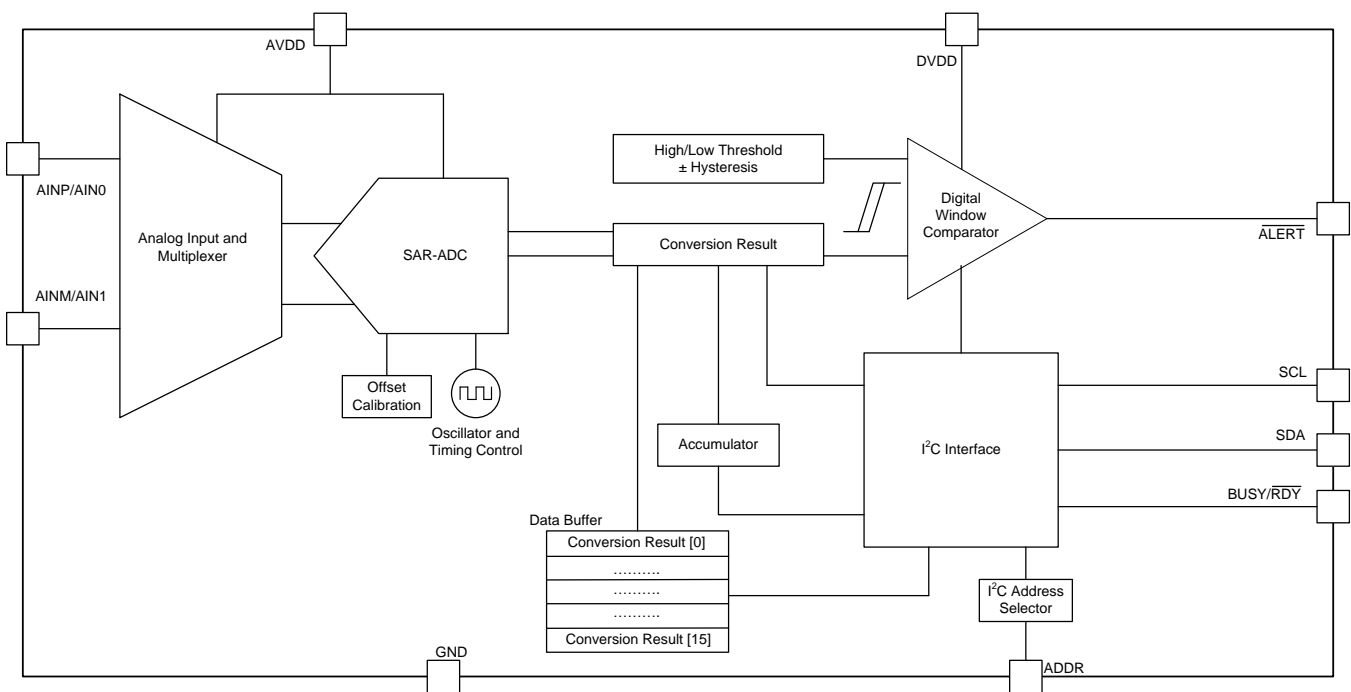 AVDD
DVDD
AINP/AIN0
AINM/AIN1
Analog Input and
Multiplexer
SAR-ADC
Offset
Calibration
Oscillator and
Timing Control
High/Low Threshold
± Hysteresis
Conversion Result
Digital
Window
Comparator
ALERT
Accumulator
I²C Interface
SCL
SDA
BUSY/RDY
Data Buffer
Conversion Result [0]
..........
..........
..........
Conversion Result [15]
I²C Address
Selector
GND
ADDR